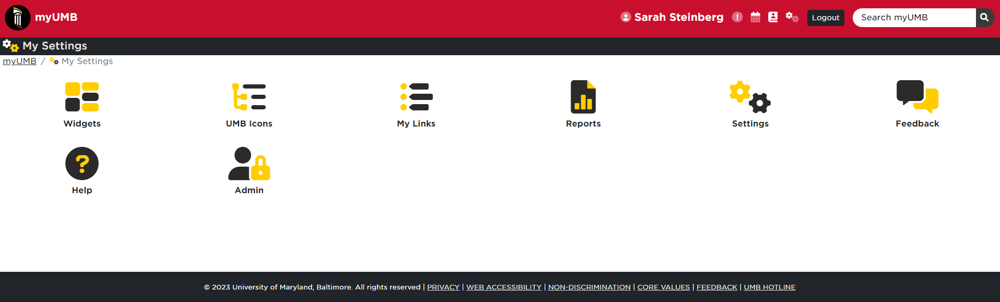 myUMB
Sarah Steinberg
Logout
Search myUMB
My Settings
myUMB / My Settings
Widgets
UMB Icons
My Links
Reports
Settings
Feedback
Help
Admin
© 2023 University of Maryland, Baltimore. All rights reserved | PRIVACY | WEB ACCESSIBILITY | NON-DISCRIMINATION | CORE VALUES | FEEDBACK | UMB HOTLINE